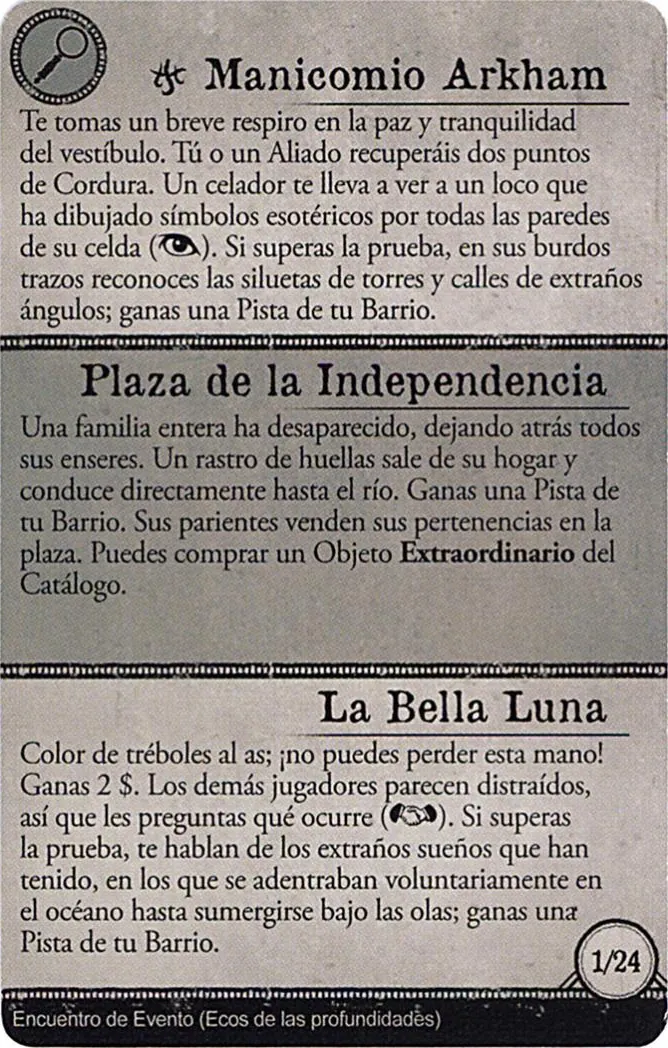 Manicomio Arkham
Te tomas un breve respiro en la paz y tranquilidad
del vestíbulo. Tú o un Aliado recuperáis dos puntos
de Cordura. Un celador te lleva a ver a un loco que
ha dibujado símbolos esotéricos por todas las paredes
de su celda (). Si superas la prueba, en sus burdos
trazos reconoces las siluetas de torres y calles de extraños
ángulos; ganas una Pista de tu Barrio.
Plaza de la Independencia
Una familia entera ha desaparecido, dejando atrás todos
sus enseres. Un rastro de huellas sale de su hogar y
conduce directamente hasta el río. Ganas una Pista de
tu Barrio. Sus parientes venden sus pertenencias en la
plaza. Puedes comprar un Objeto Extraordinario del
Catálogo.
La Bella Luna
Color de tréboles al as; ¡no puedes perder esta mano!
Ganas 2 $. Los demás jugadores parecen distraídos,
así que les preguntas qué ocurre (). Si superas
la prueba, te hablan de los extraños sueños que han
tenido, en los que se adentraban voluntariamente en
el océano hasta sumergirse bajo las olas; ganas una
Pista de tu Barrio.
1/24
Encuentro de Evento (Ecos de las profundidades)